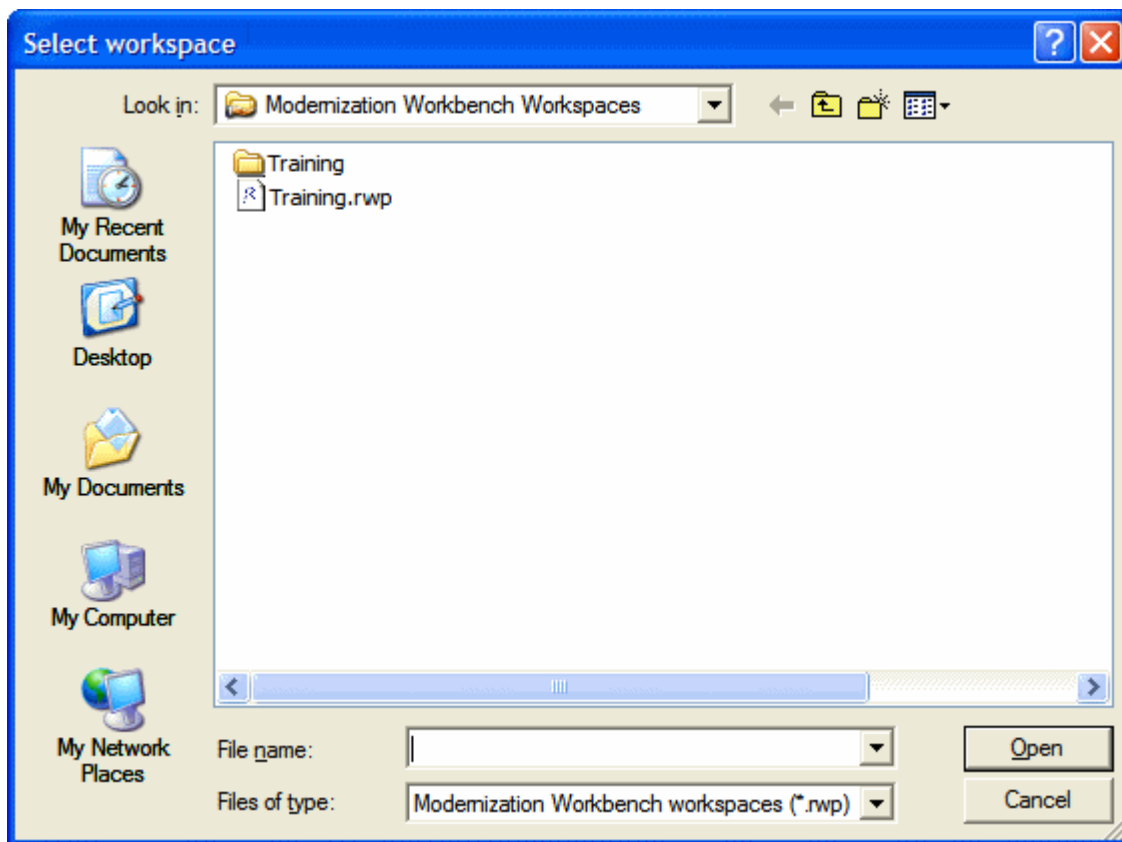 Select workspace
Look in: Modernization Workbench Workspaces
Training
Training.rwp
My Recent
Documents
Desktop
My Documents
My Computer
My Network
Places
File name: Open
Files of type: Modernization Workbench workspaces (*.rwp) Cancel